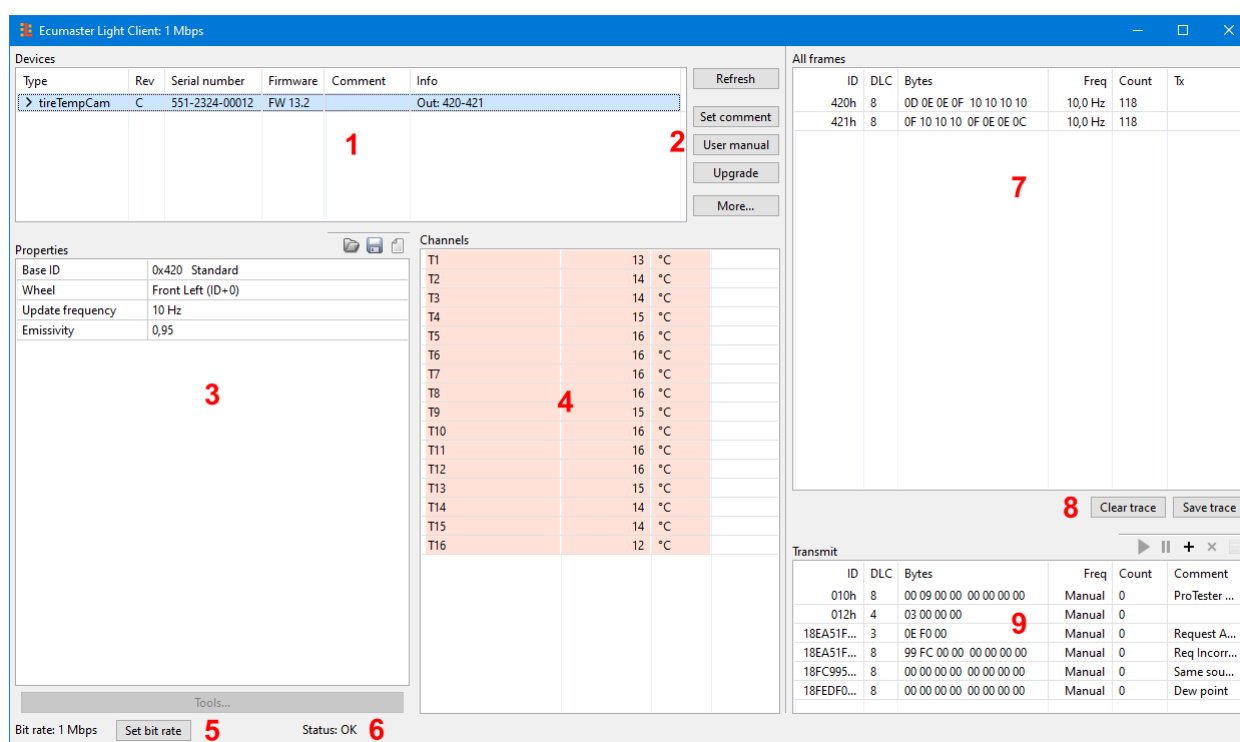 Ecumaster Light Client: 1 Mbps
Devices
Type Rev Serial number Firmware Comment Info
tireTempCam C 551-2324-00012 FW 13.2 Out: 420-421
1
2
Refresh
Set comment
User manual
Upgrade
More...
Properties
Base ID 0x420 Standard
Wheel Front Left (ID+0)
Update frequency 10 Hz
Emissivity 0,95
3
Tools...
Channels
T1 13 °C
T2 14 °C
T3 14 °C
T4 15 °C
T5 16 °C
T6 16 °C
T7 16 °C
T8 16 °C
4
T9 15 °C
T10 16 °C
T11 16 °C
T12 16 °C
T13 15 °C
T14 14 °C
T15 14 °C
T16 12 °C
All frames
ID DLC Bytes Freq Count Tx
420h 8 0D 0E 0E 0F 10 10 10 10 10,0 Hz 118
421h 8 0F 10 10 10 0F 0E 0E 0C 10,0 Hz 118
7
8 Clear trace Save trace
Transmit
ID DLC Bytes Freq Count Comment
010h 8 00 09 00 00 00 00 00 00 Manual 0 ProTester ...
012h 4 03 00 00 00 Manual 0
9
18EA51F... 3 0E F0 00 Manual 0 Request A...
18EA51F... 8 99 FC 00 00 00 00 00 00 Manual 0 Req Incorr...
18FC995... 8 00 00 00 00 00 00 00 00 Manual 0 Same sou...
18FEDF0... 8 00 00 00 00 00 00 00 00 Manual 0 Dew point
Bit rate: 1 Mbps Set bit rate 5 Status: OK 6